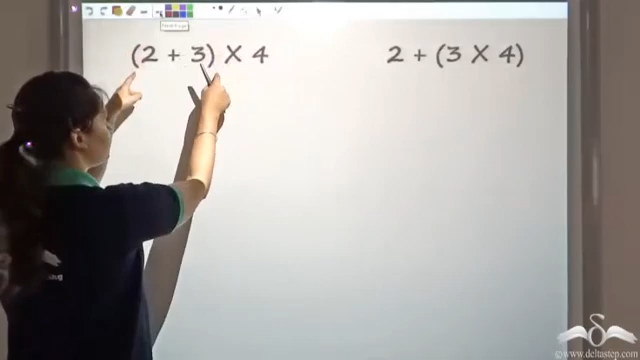 (2 + 3) X 4
2 + (3 X 4)
©www.deltastep.com